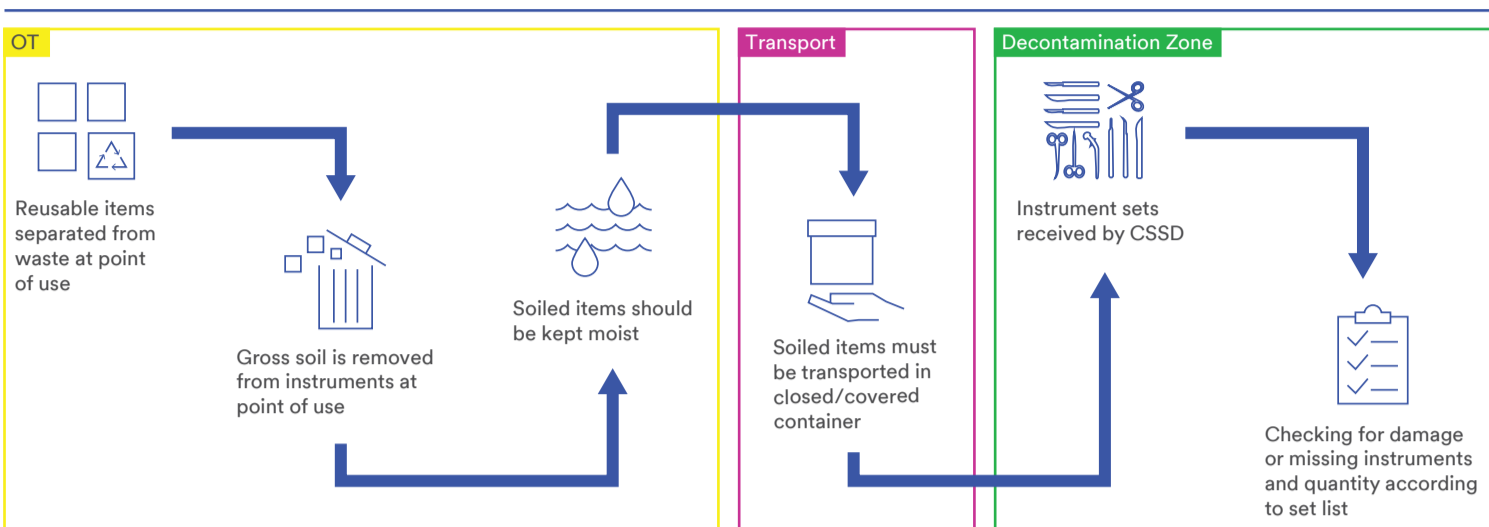 OT
Reusable items
separated from
waste at point
of use
Gross soil is removed
from instruments at
point of use
Soiled items should
be kept moist
Transport
Soiled items must
be transported in
closed/covered
container
Decontamination Zone
Instrument sets
received by CSSD
Checking for damage
or missing instruments
and quantity according
to set list